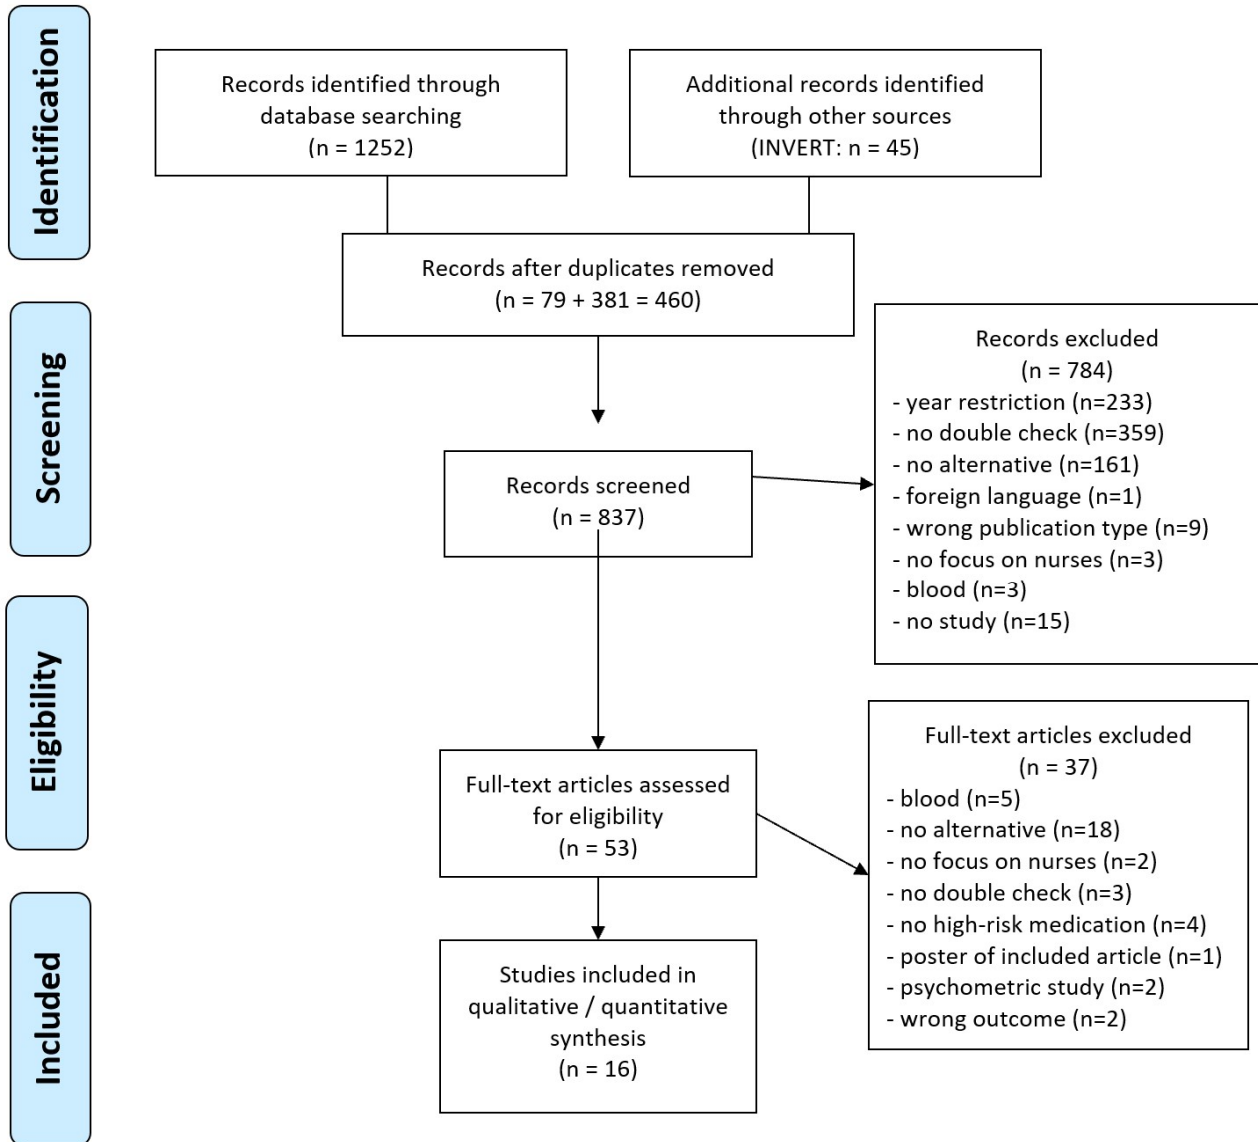 Identification
Records identified through
database searching
(n = 1252)
Additional records identified
through other sources
(INVERT: n = 45)
Records after duplicates removed
(n = 79 + 381 = 460)
Screening
Records screened
(n = 837)
Records excluded
(n = 784)
- year restriction (n=233)
- no double check (n=359)
- no alternative (n=161)
- foreign language (n=1)
- wrong publication type (n=9)
- no focus on nurses (n=3)
- blood (n=3)
- no study (n=15)
Eligibility
Full-text articles assessed
for eligibility
(n = 53)
Full-text articles excluded
(n = 37)
- blood (n=5)
- no alternative (n=18)
- no focus on nurses (n=2)
- no double check (n=3)
- no high-risk medication (n=4)
- poster of included article (n=1)
- psychometric study (n=2)
- wrong outcome (n=2)
Included
Studies included in
qualitative / quantitative
synthesis
(n = 16)